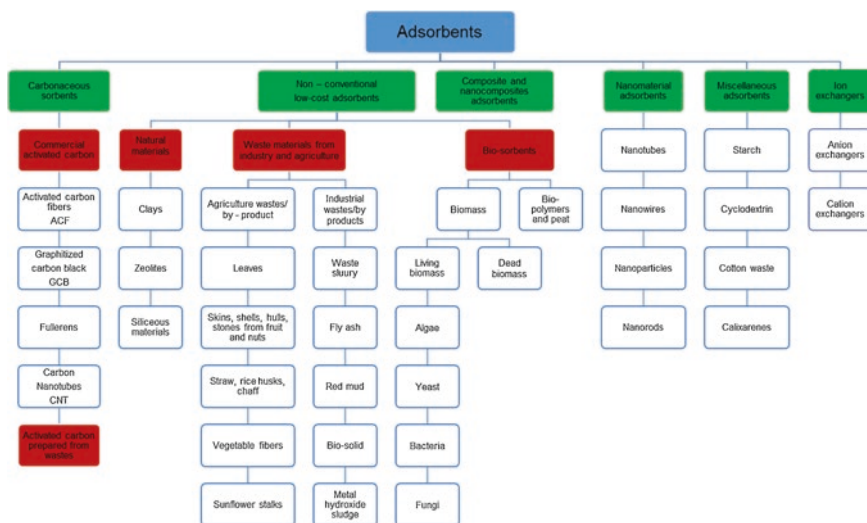 Adsorbents
Carbonaceous
sorbents
Non – conventional
low-cost adsorbents
Composite and
nanocomposites
adsorbents
Nanomaterial
adsorbents
Miscellaneous
adsorbents
Ion
exchangers
Commercial
activated carbon
Natural
materials
Waste materials from
industry and agriculture
Bio-sorbents
Nanotubes
Starch
Anion
exchangers
Activated carbon
fibers
ACF
Clays
Agriculture wastes/
by - product
Industrial
wastes/by
products
Biomass
Bio-
polymers
and peat
Nanowires
Cyclodextrin
Cation
exchangers
Graphitized
carbon black
GCB
Zeolites
Leaves
Waste
sluury
Living
biomass
Dead
biomass
Nanoparticles
Cotton waste
Fullerens
Siliceous
materials
Skins, shells, hulls,
stones from fruit
and nuts
Fly ash
Algae
Nanorods
Calixarenes
Carbon
Nanotubes
CNT
Straw, rice husks,
chaff
Red mud
Yeast
Activated carbon
prepared from
wastes
Vegetable fibers
Bio-solid
Bacteria
Sunflower stalks
Metal
hydroxide
sludge
Fungi